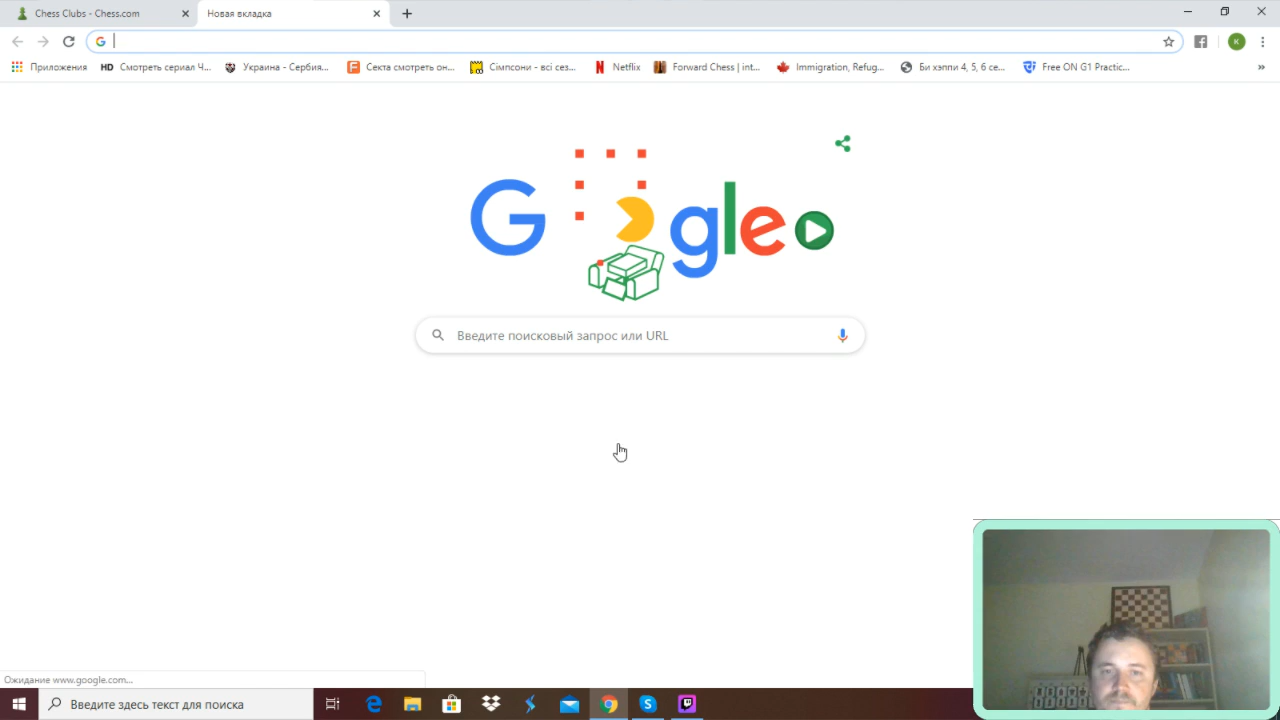 Chess Clubs - Chess.com
Новая вкладка
Приложения
HD Смотреть сериал Ч...
Украина - Сербия...
Секта смотреть он...
Сімпсони - всі сез...
Netflix
Forward Chess | int...
Immigration, Refug...
Би хэппи 4, 5, 6 се...
Free ON G1 Practic...
»
G gle
Введите поисковый запрос или URL
Ожидание www.google.com...
Введите здесь текст для поиска